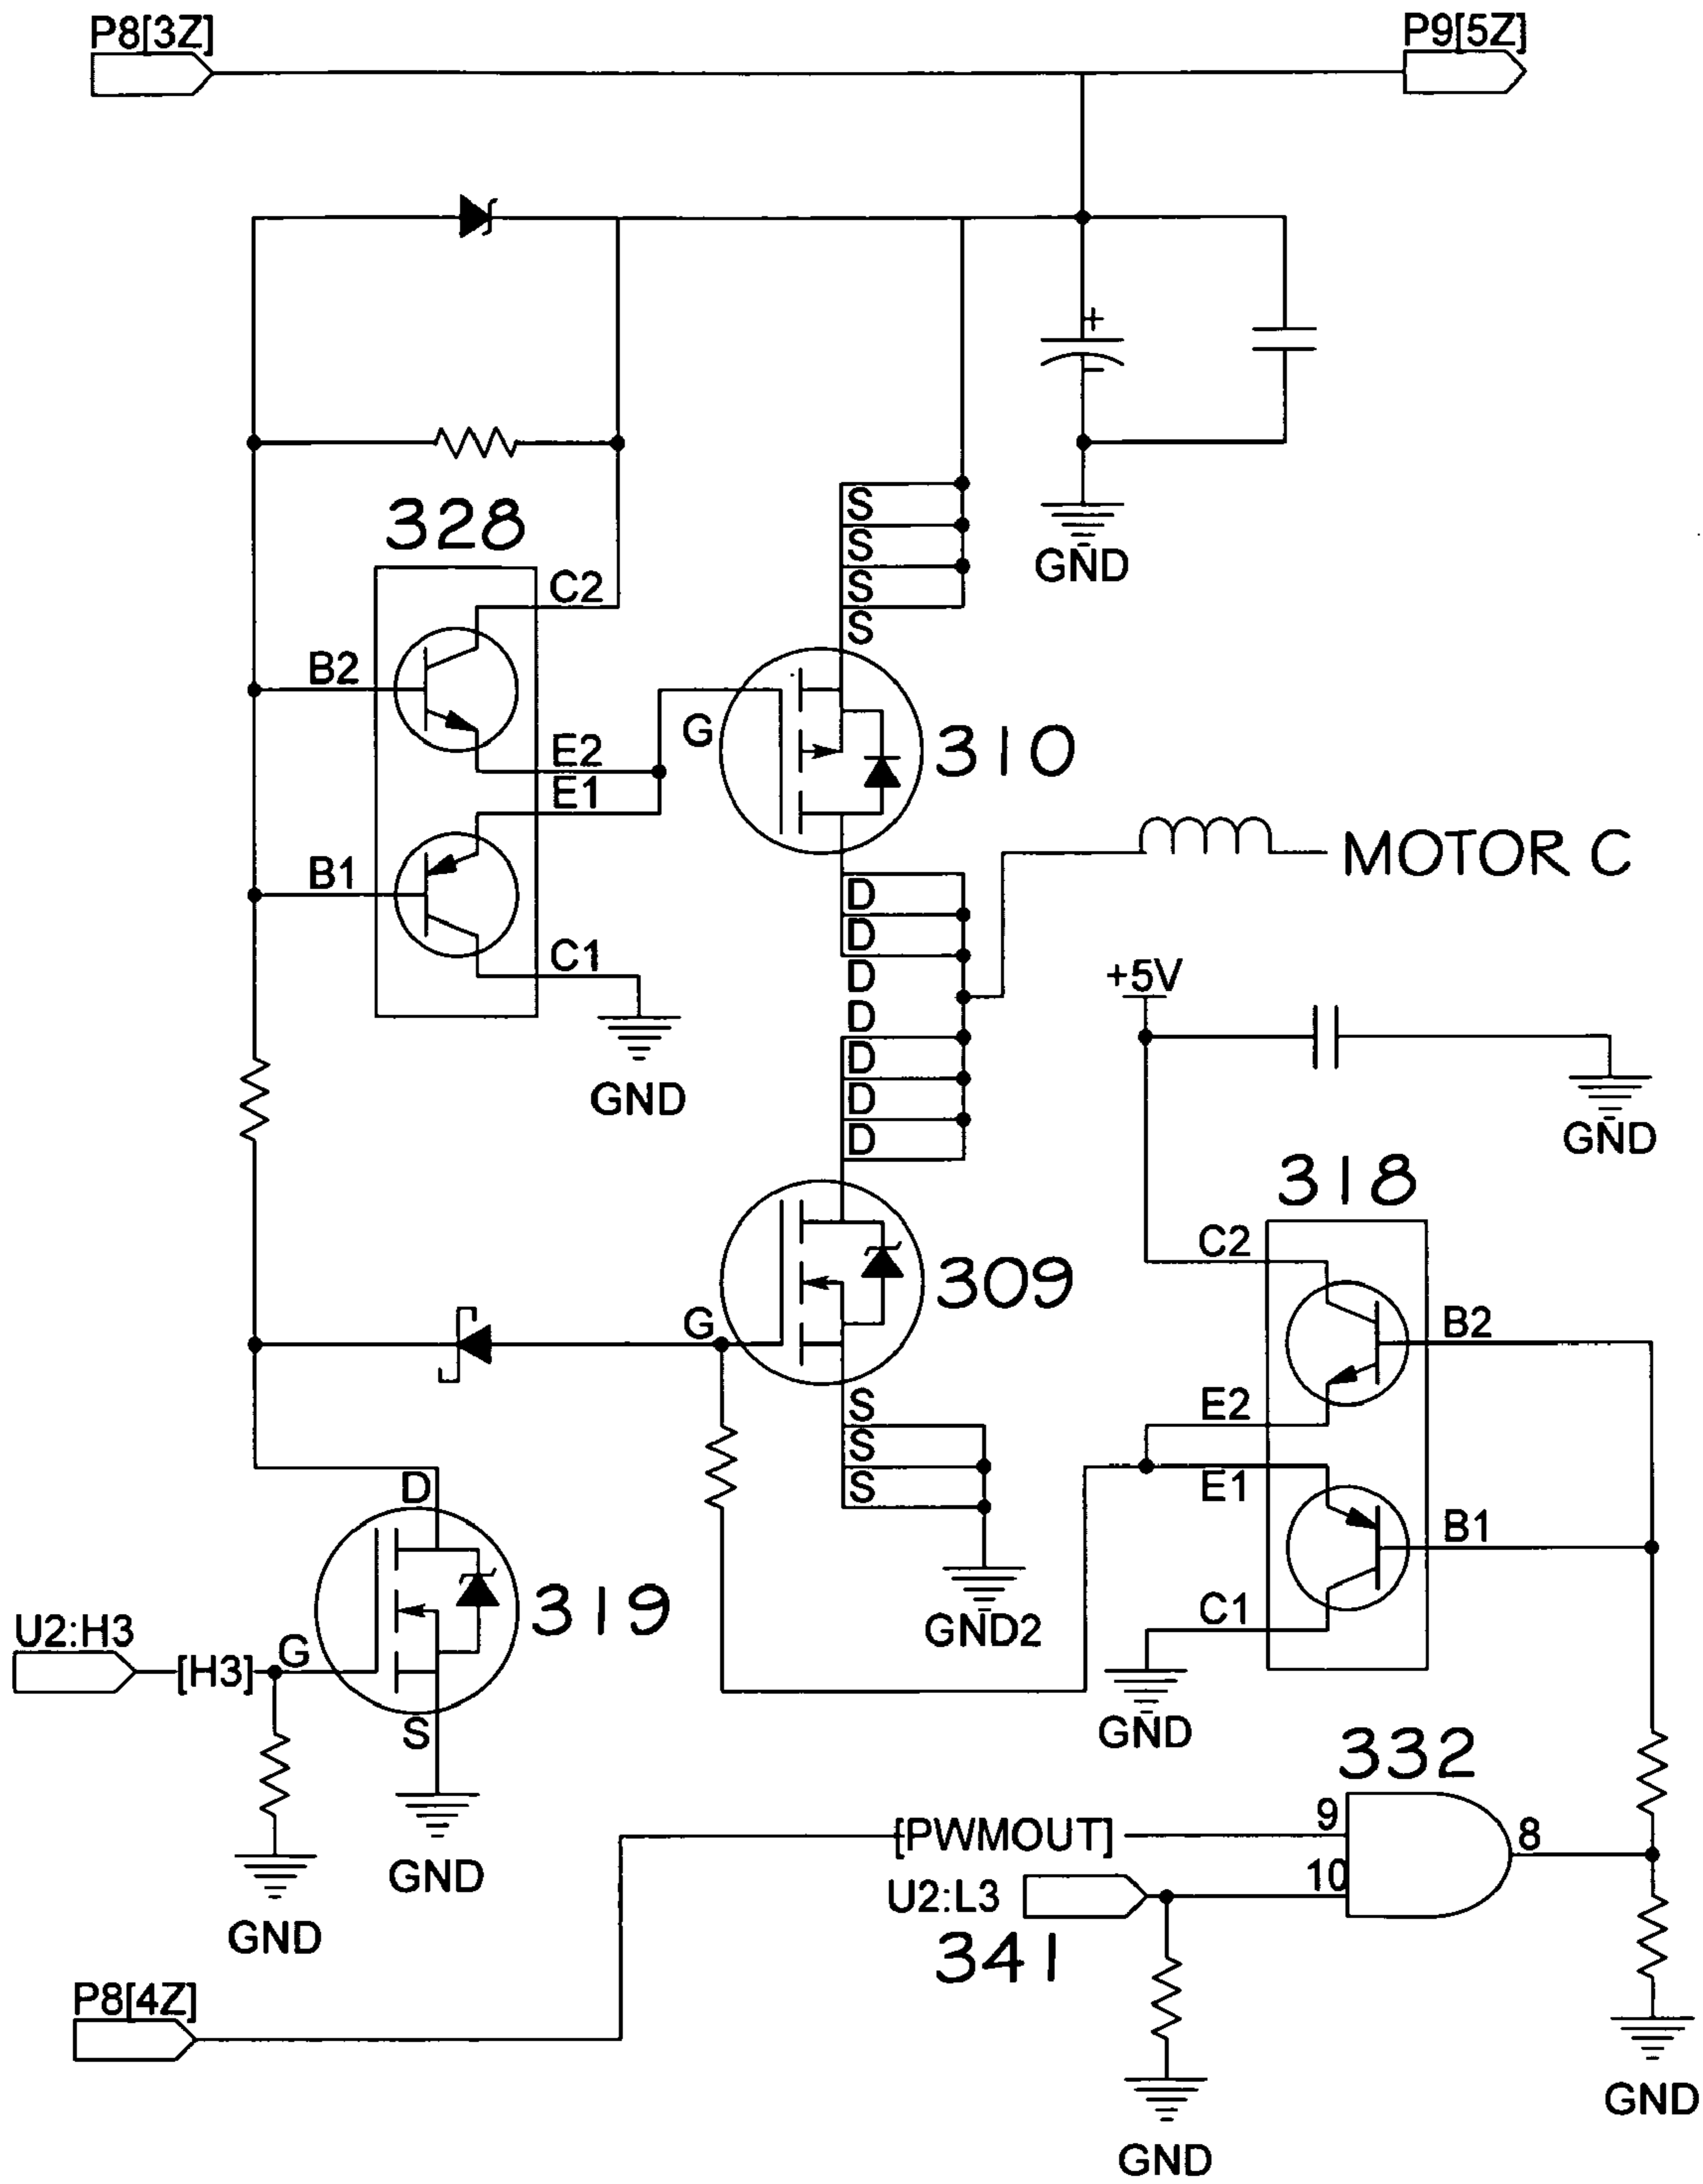 P8[3Z]
P9[5Z]
+
-
GND
328
C2
B2
E2
E1
B1
C1
GND
S
S
S
S
G
310
D
D
D
D
D
D
D
MOTOR C
+5V
GND
318
C2
B2
E2
E1
B1
C1
GND
G
309
S
S
S
GND2
D
319
U2:H3
[H3]
G
S
GND
GND
332
[PWMOUT]
9
8
U2:L3
10
341
GND
GND
P8[4Z]